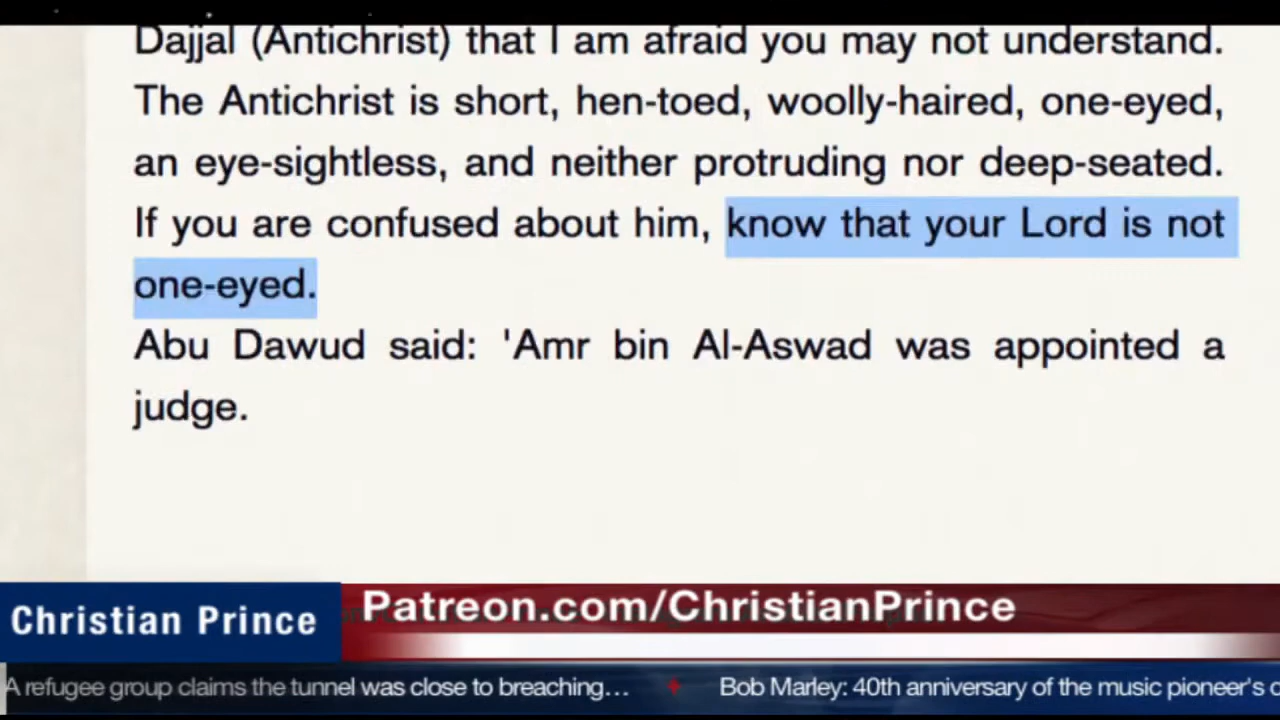 Dajjal (Antichrist) that I am afraid you may not understand.
The Antichrist is short, hen-toed, woolly-haired, one-eyed,
an eye-sightless, and neither protruding nor deep-seated.
If you are confused about him, know that your Lord is not
one-eyed.
Abu Dawud said: 'Amr bin Al-Aswad was appointed a
judge.
Christian Prince
Patreon.com/ChristianPrince
A refugee group claims the tunnel was close to breaching...
Bob Marley: 40th anniversary of the music pioneer's